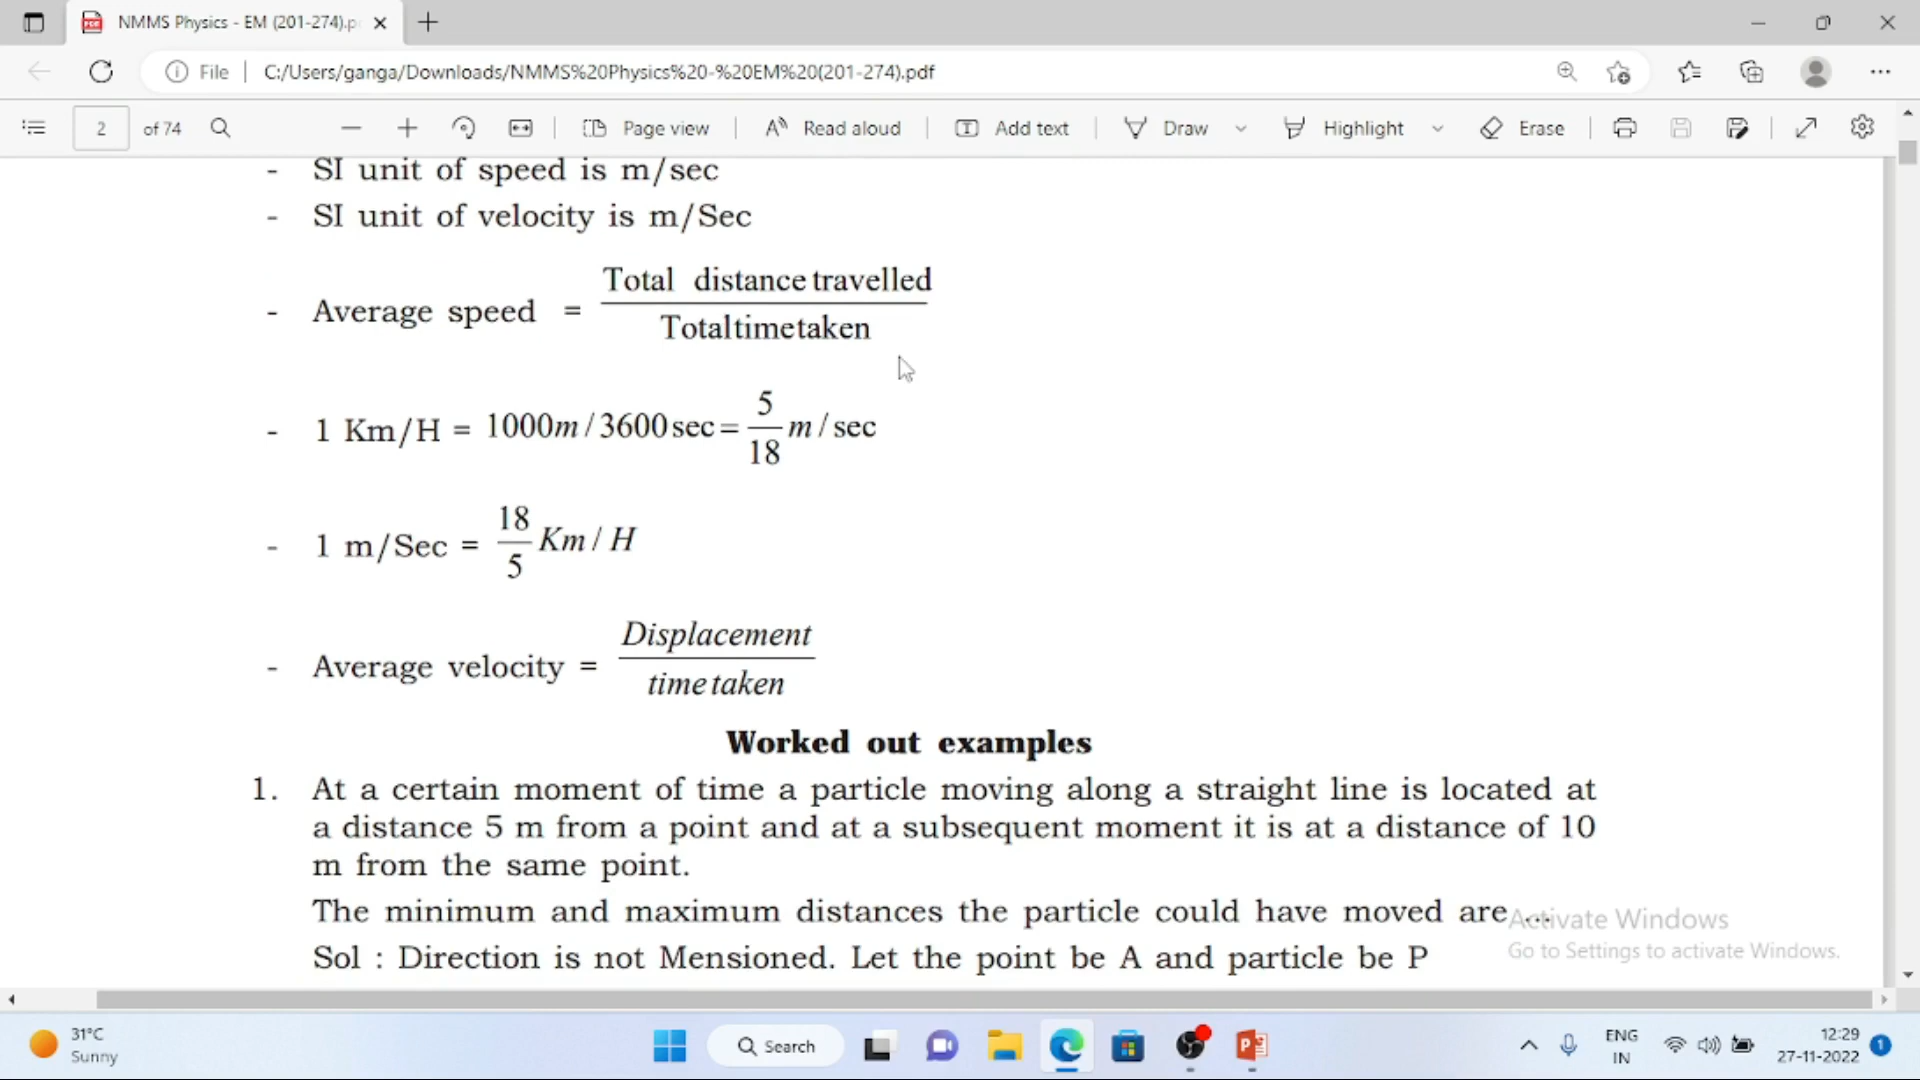 NMMS Physics - EM (201-274).p
File
C:/Users/ganga/Downloads/NMMS%20Physics%20-%20EM%20(201-274).pdf
2 of 74
Page view
Read aloud
Add text
Draw
Highlight
Erase
- SI unit of speed is m/sec
- SI unit of velocity is m/Sec
- Average speed = Total distance travelled / Total time taken
- 1 Km/H = 1000m / 3600 sec = 5/18 m / sec
- 1 m/Sec = 18/5 Km / H
- Average velocity = Displacement / time taken
Worked out examples
1. At a certain moment of time a particle moving along a straight line is located at
a distance 5 m from a point and at a subsequent moment it is at a distance of 10
m from the same point.
The minimum and maximum distances the particle could have moved are ...
Sol : Direction is not Mensioned. Let the point be A and particle be P
Activate Windows
Go to Settings to activate Windows.
31°C
Sunny
Search
ENG
IN
12:29
27-11-2022
1